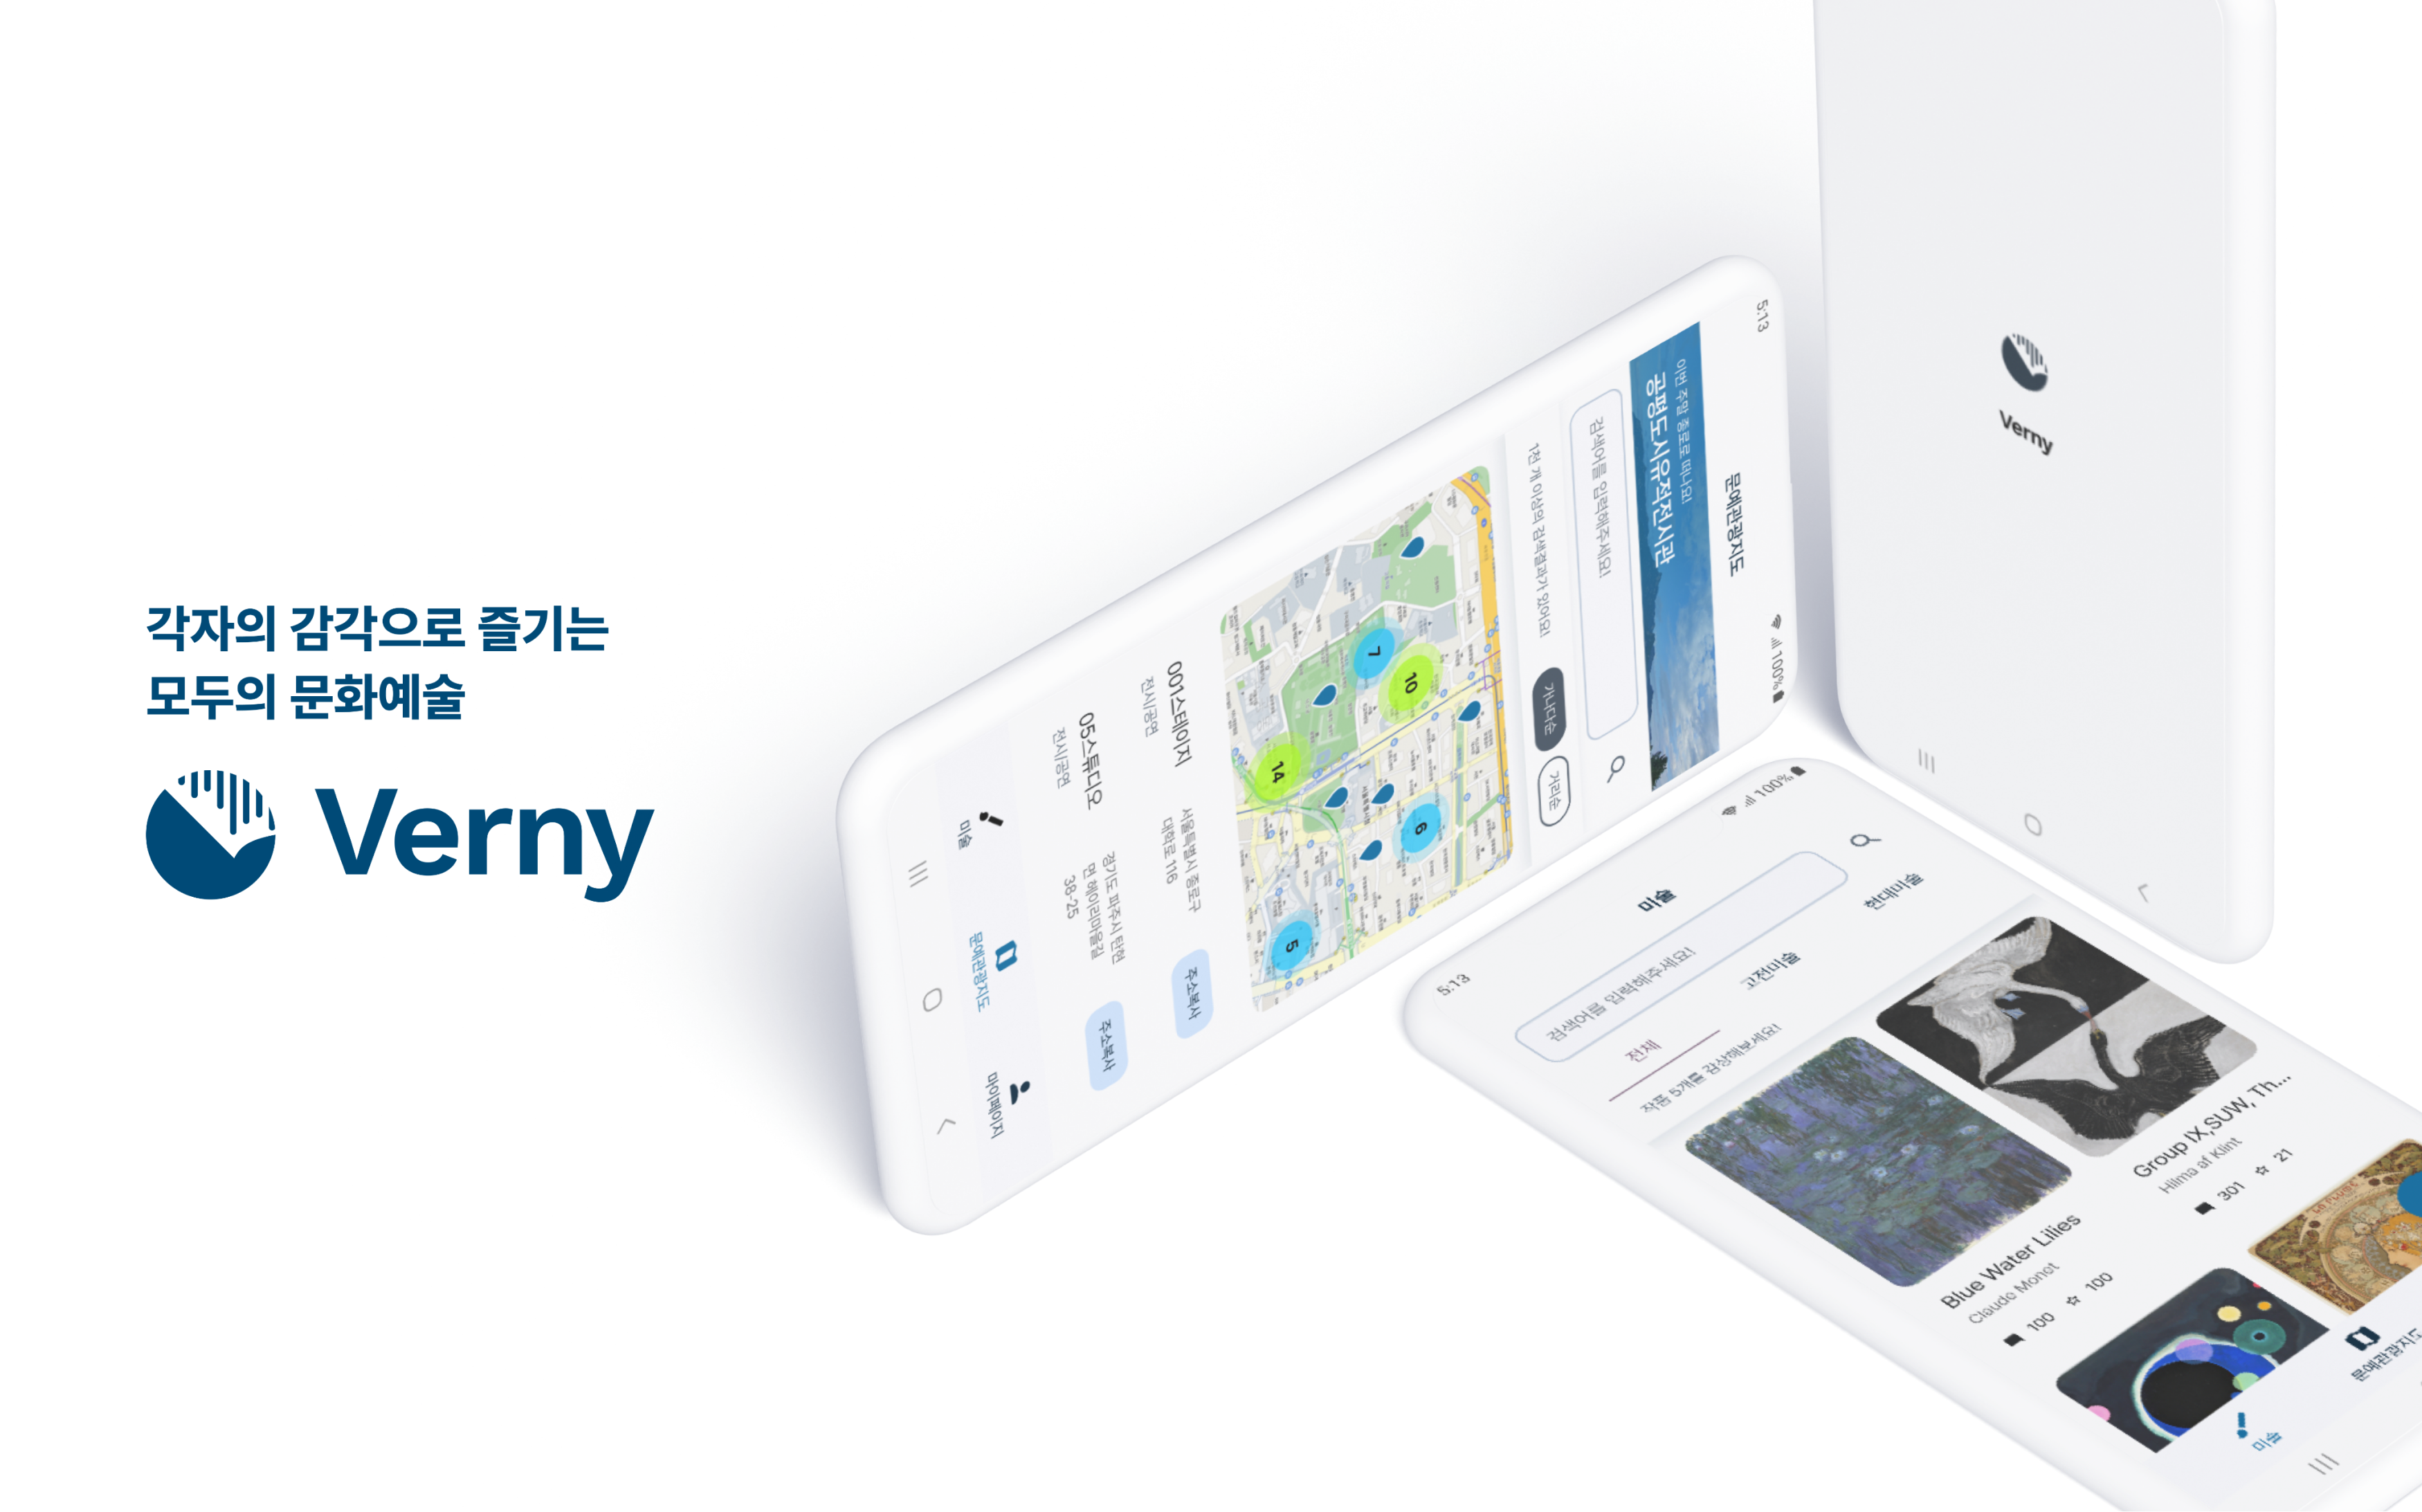 각자의 감각으로 즐기는
모두의 문화예술
Verny
5:13
100%
문예관광지도
이번 주말 종로로 떠나요!
공평도시유적전시관
검색어를 입력해주세요!
1천 개 이상의 검색결과가 있어요!
가나다순
거리순
7
10
14
6
5
001스테이지
전시/공연
서울특별시 종로구
대학로 116
주소복사
05스튜디오
전시/공연
경기도 파주시 탄현
면 헤이리마을길
38-25
주소복사
미술
문예관광지도
마이페이지
Verny
5:13
100%
미술
검색어를 입력해주세요!
전체
고전미술
현대미술
작품 5개를 감상해보세요!
Blue Water Lilies
Claude Monet
100
100
Group IX,SUW, Th...
Hilma af Klint
301
21
미술
문예관광지도